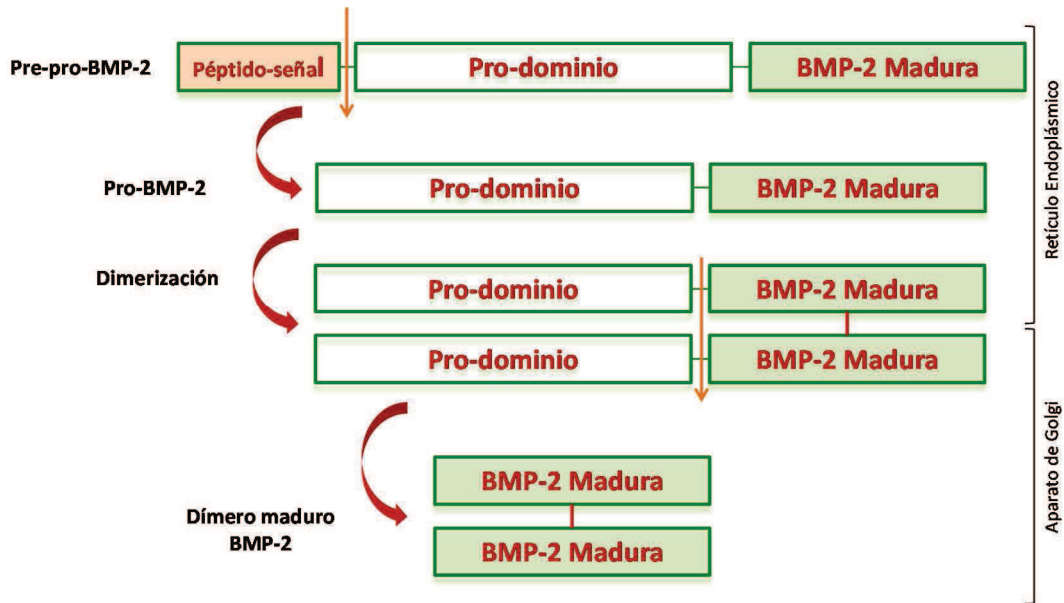 Pre-pro-BMP-2
Péptido-señal
Pro-dominio
BMP-2 Madura
Pro-BMP-2
Pro-dominio
BMP-2 Madura
Dimerización
Pro-dominio
BMP-2 Madura
Pro-dominio
BMP-2 Madura
Dímero maduro
BMP-2
BMP-2 Madura
BMP-2 Madura
Retículo Endoplásmico
Aparato de Golgi